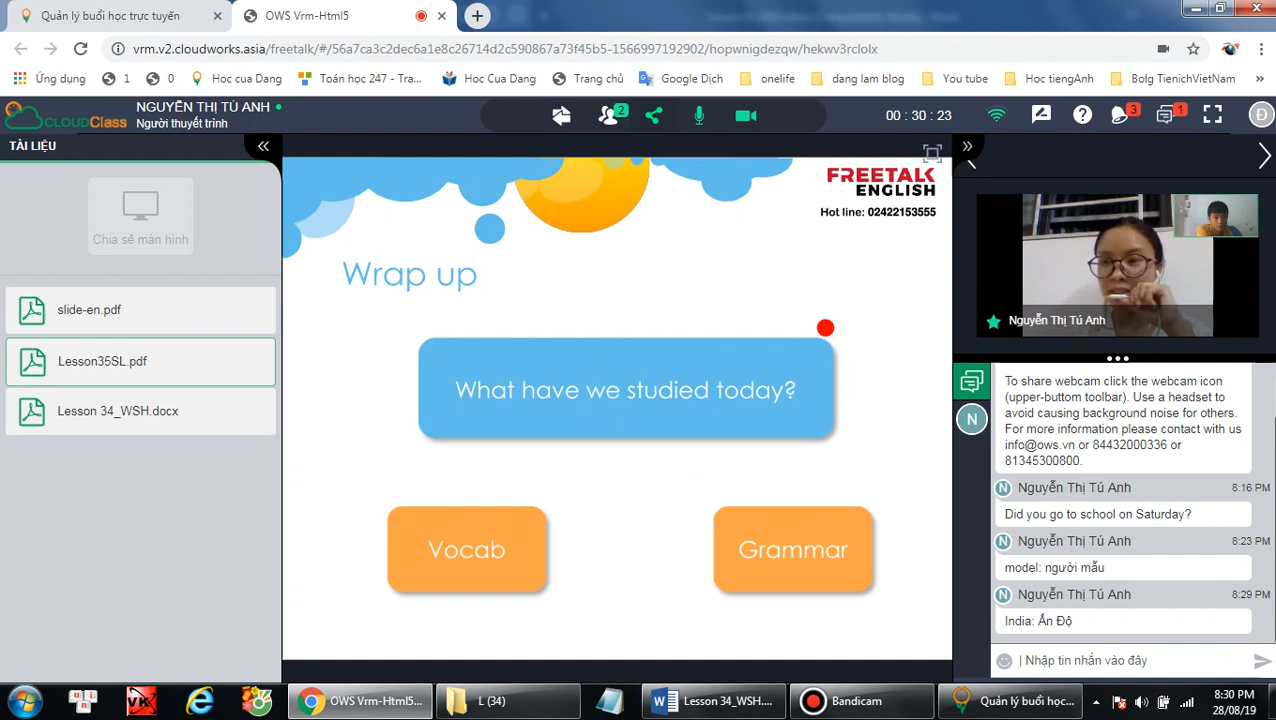 Quản lý buổi học trực tuyến
OWS Vrm-Html5
vrm.v2.cloudworks.asia/freetalk/#/56a7ca3c2dec6a1e8c26714d2c590867a73f45b5-1566997192902/hopwnigdezqw/hekwv3rclolx
Ứng dụng
1
0
Hoc cua Dang
Toán học 247 - Tra...
Học Cua Dang
Trang chủ
Google Dịch
onelife
dang lam blog
You tube
Học tiengAnh
Bolg TienichVietNam
CLOUDClass
NGUYỄN THỊ TÚ ANH
Người thuyết trình
2
00 : 30 : 23
3
1
Đ
TÀI LIỆU
Chia sẻ màn hình
slide-en.pdf
Lesson35SL.pdf
Lesson 34_WSH.docx
FREETALK
ENGLISH
Hot line: 02422153555
Wrap up
What have we studied today?
Vocab
Grammar
Nguyễn Thị Tú Anh
To share webcam click the webcam icon
(upper-buttom toolbar). Use a headset to
avoid causing background noise for others.
For more information please contact with us
info@ows.vn or 84432000336 or
81345300800.
N
N Nguyễn Thị Tú Anh 8:16 PM
Did you go to school on Saturday?
N Nguyễn Thị Tú Anh 8:23 PM
model: người mẫu
N Nguyễn Thị Tú Anh 8:29 PM
India: Ấn Độ
Nhập tin nhắn vào đây
OWS Vrm-Html5...
L (34)
Lesson 34_WSH....
Bandicam
Quản lý buổi học...
8:30 PM
28/08/19